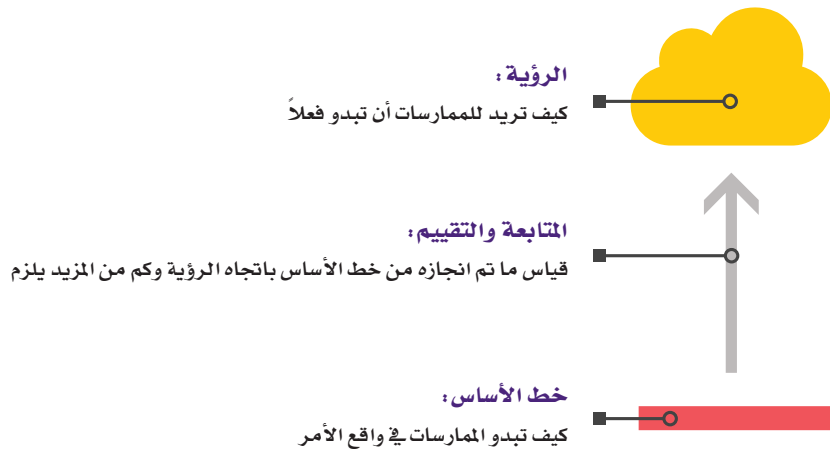 الرؤية:
كيف تريد للممارسات أن تبدو فعلاً
المتابعة والتقييم:
قياس ما تم انجازه من خط الأساس باتجاه الرؤية وكم من المزيد يلزم
خط الأساس:
كيف تبدو الممارسات في واقع الأمر